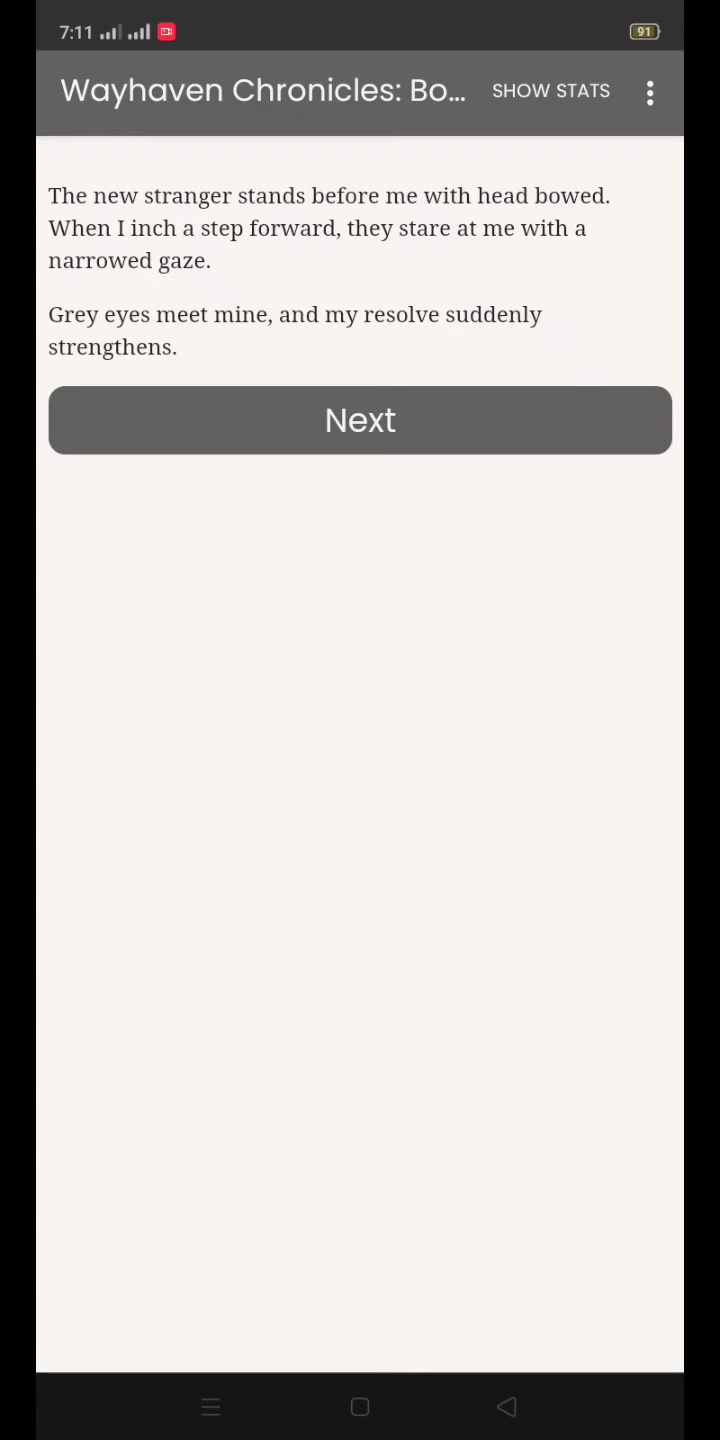 7:11
91
Wayhaven Chronicles: Bo...
SHOW STATS
The new stranger stands before me with head bowed.
When I inch a step forward, they stare at me with a
narrowed gaze.
Grey eyes meet mine, and my resolve suddenly
strengthens.
Next